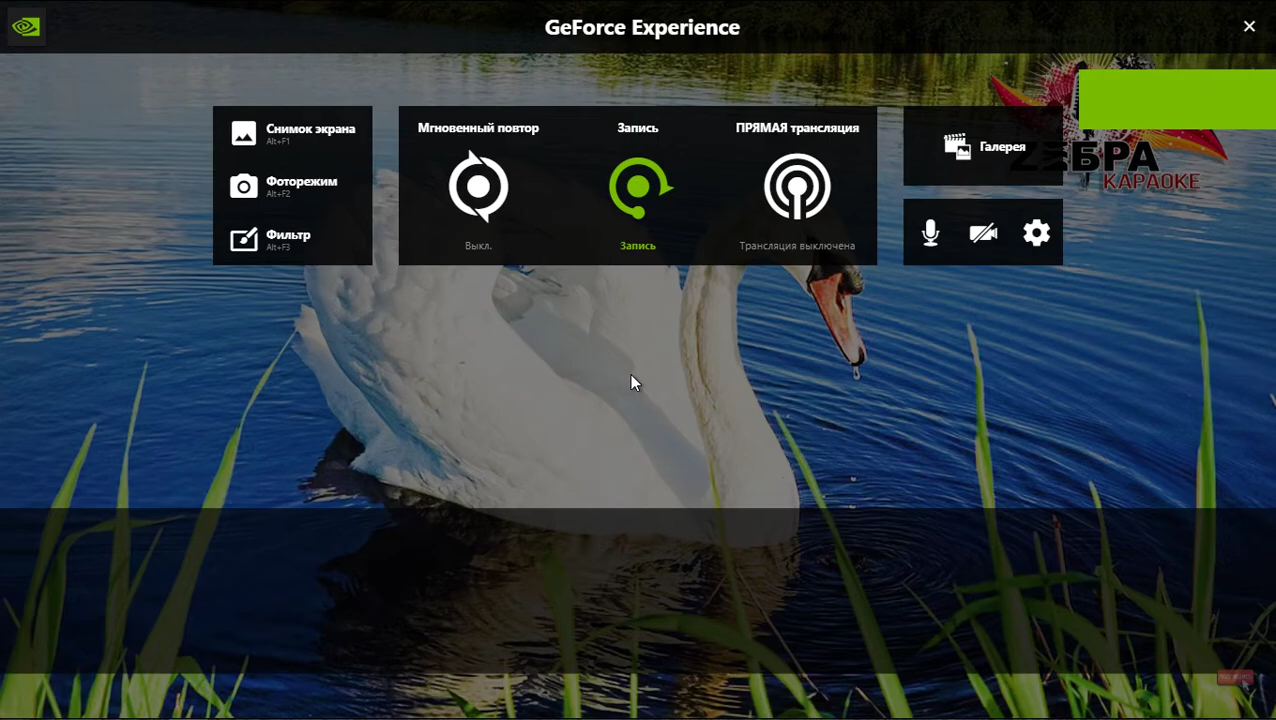 GeForce Experience
Снимок экрана
Alt+F1
Фоторежим
Alt+F2
Фильтр
Alt+F3
Мгновенный повтор
Выкл.
Запись
Запись
ПРЯМАЯ трансляция
Трансляция выключена
Галерея
ZЕБРА
КАРАОКЕ